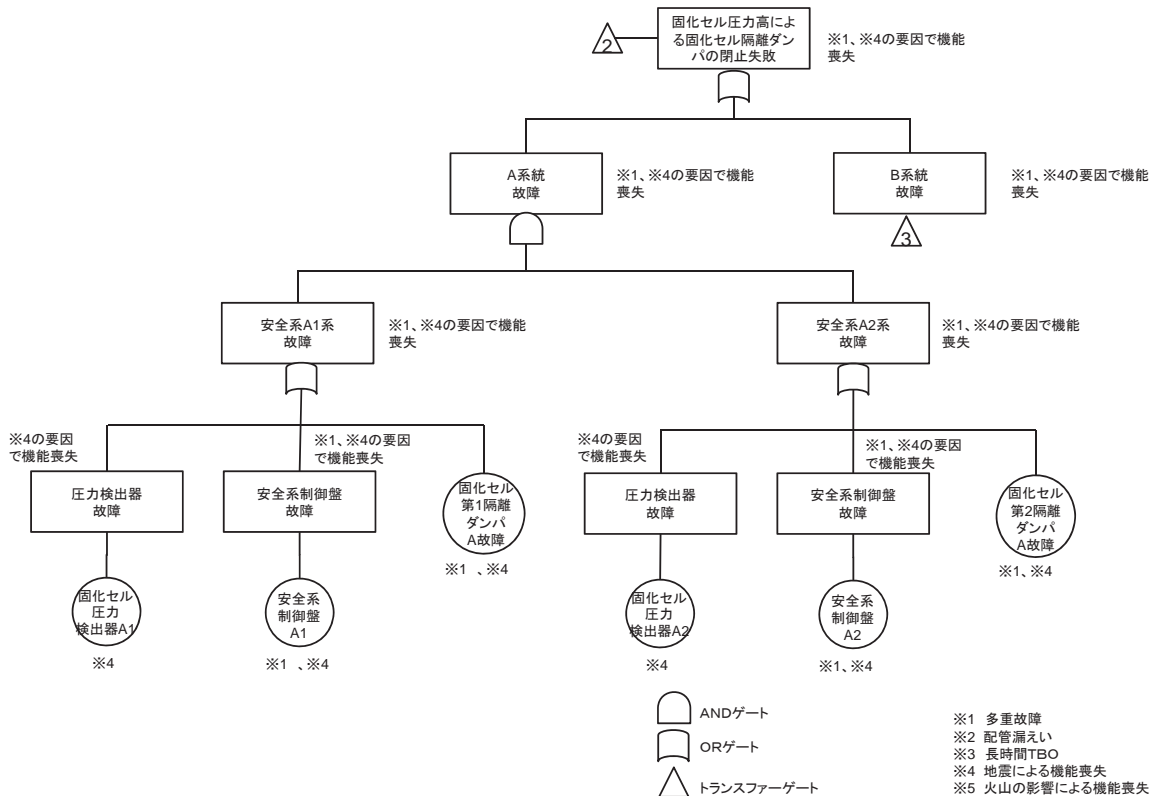 固化セル圧力高によ
る固化セル隔離ダン
パの閉止失敗
2
※1、※4の要因で機能
喪失
A系統
故障
※1、※4の要因で機能
喪失
B系統
故障
※1、※4の要因で機能
喪失
3
安全系A1系
故障
※1、※4の要因で機能
喪失
安全系A2系
故障
※1、※4の要因で機能
喪失
※4の要因
で機能喪失
※1、※4の要因
で機能喪失
※4の要因
で機能喪失
※1、※4の要因
で機能喪失
圧力検出器
故障
安全系制御盤
故障
固化セル
第1隔離
ダンパ
A故障
※1 、※4
圧力検出器
故障
安全系制御盤
故障
固化セル
第2隔離
ダンパ
A故障
※1、※4
固化セル
圧力
検出器A1
※4
安全系
制御盤
A1
※1 、※4
固化セル
圧力
検出器A2
※4
安全系
制御盤
A2
※1、※4
ANDゲート
ORゲート
トランスファーゲート
※1 多重故障
※2 配管漏えい
※3 長時間TBO
※4 地震による機能喪失
※5 火山の影響による機能喪失